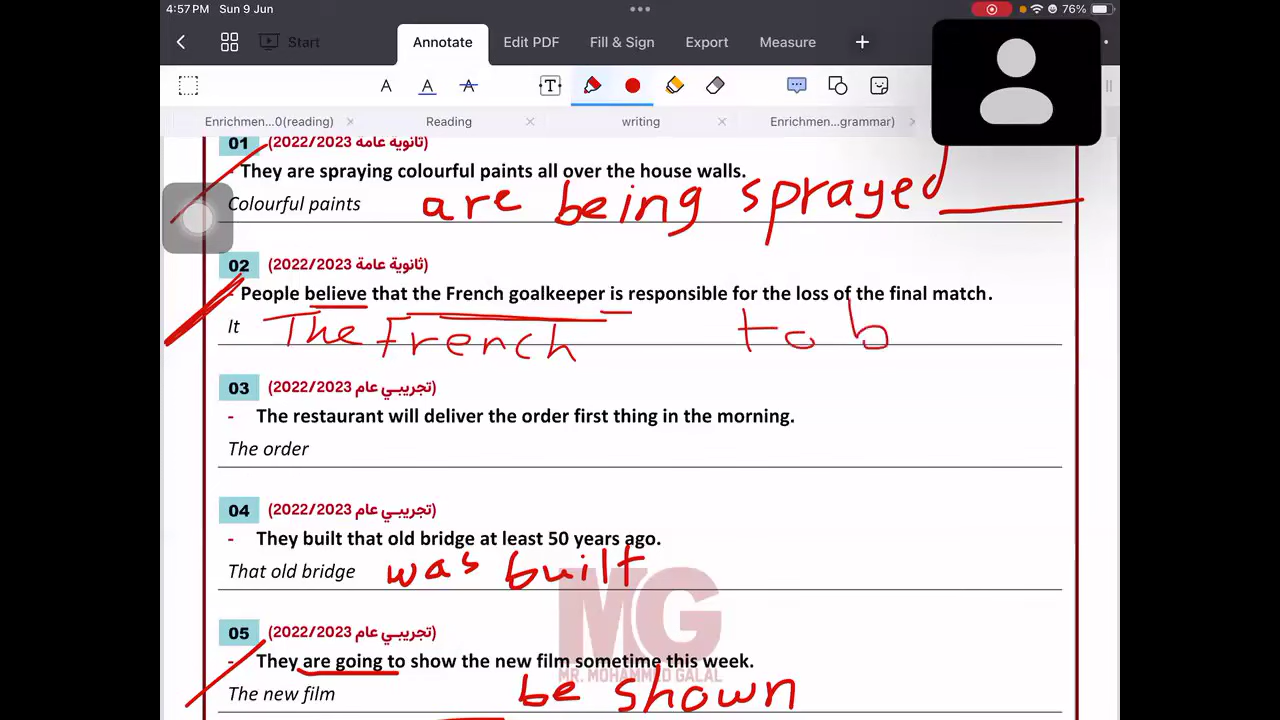 4:57 PM Sun 9 Jun 76%
Start Annotate Edit PDF Fill & Sign Export Measure
A A A T
Enrichmen...0(reading) × Reading × writing × Enrichmen...grammar) ×
01 (ثانوية عامة 2022/2023)
- They are spraying colourful paints all over the house walls.
Colourful paints are being sprayed
02 (ثانوية عامة 2022/2023)
- People believe that the French goalkeeper is responsible for the loss of the final match.
It The French to b
03 (تجريبي عام 2022/2023)
- The restaurant will deliver the order first thing in the morning.
The order
04 (تجريبي عام 2022/2023)
- They built that old bridge at least 50 years ago.
That old bridge was built
MG
05 (تجريبي عام 2022/2023)
- They are going to show the new film sometime this week.
MR. MOHAMMED GALAL
The new film be shown